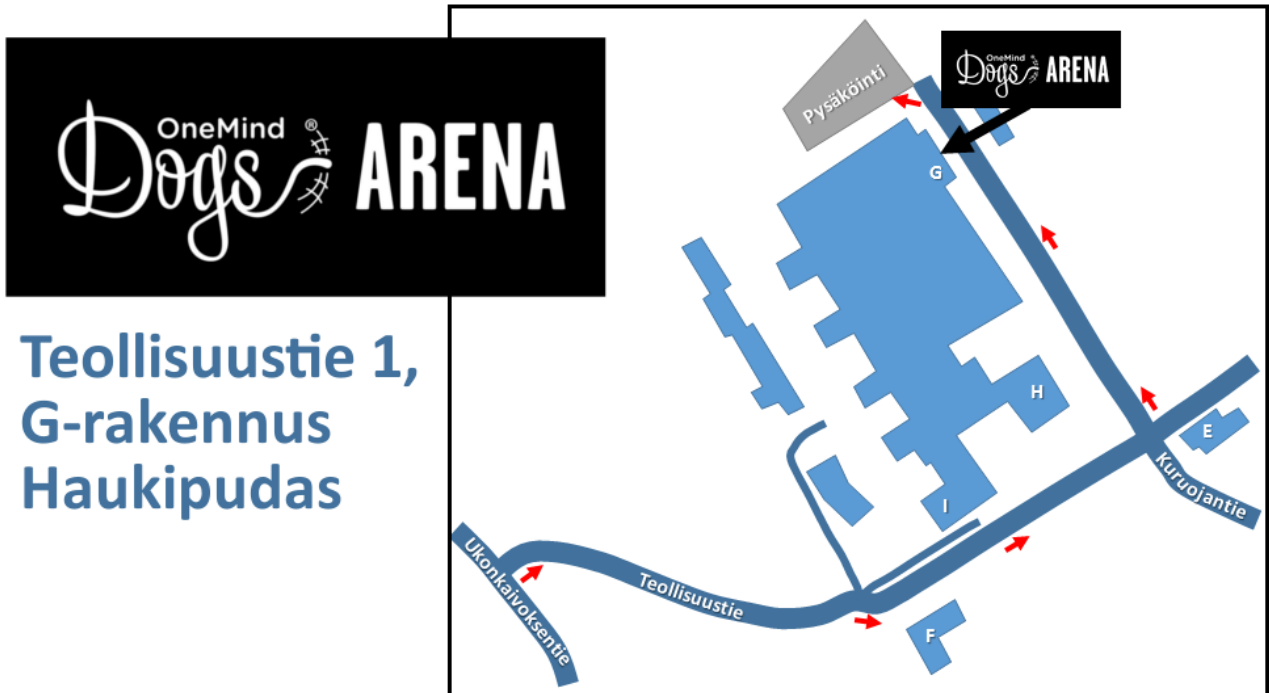 OneMind ®
Dogs ARENA
Teollisuustie 1,
G-rakennus
Haukipudas
Pysäköinti
OneMind
Dogs ARENA
G
H
E
Kuruojantie
I
Ukonkaivoksentie
Teollisuustie
F